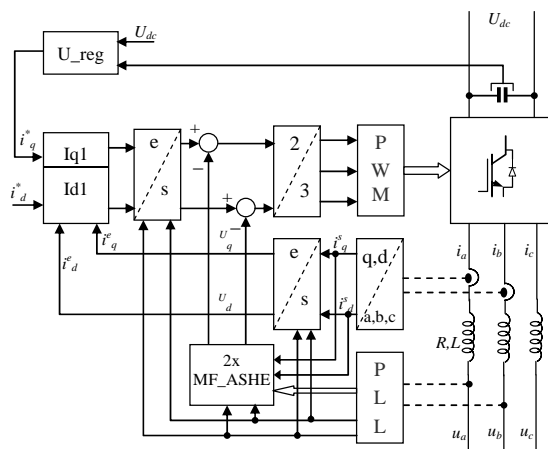 U_dc
U_dc
U_reg
i*_q
Iq1
e
+
2
P
−
W
i*_d
Id1
s
+
3
M
−
i^e_q
U_q
i^s_q
i_a
i_b
i_c
i^e_d
e
q,d
U_d
s
i^s_d
a,b,c
R,L
2x
MF_ASHE
P
L
L
u_a
u_b
u_c